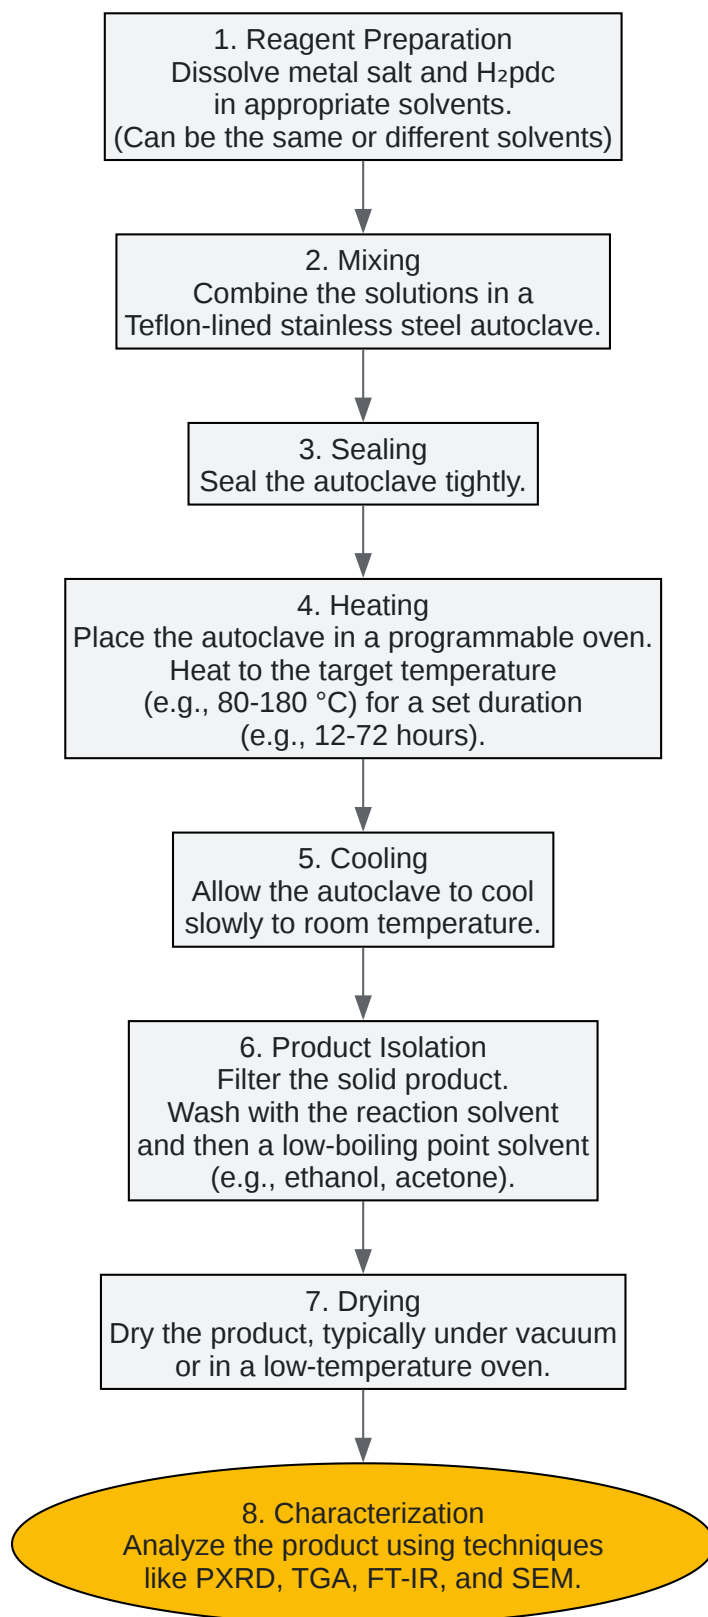 1. Reagent Preparation
Dissolve metal salt and H₂pdc
in appropriate solvents.
(Can be the same or different solvents)
2. Mixing
Combine the solutions in a
Teflon-lined stainless steel autoclave.
3. Sealing
Seal the autoclave tightly.
4. Heating
Place the autoclave in a programmable oven.
Heat to the target temperature
(e.g., 80-180 °C) for a set duration
(e.g., 12-72 hours).
5. Cooling
Allow the autoclave to cool
slowly to room temperature.
6. Product Isolation
Filter the solid product.
Wash with the reaction solvent
and then a low-boiling point solvent
(e.g., ethanol, acetone).
7. Drying
Dry the product, typically under vacuum
or in a low-temperature oven.
8. Characterization
Analyze the product using techniques
like PXRD, TGA, FT-IR, and SEM.